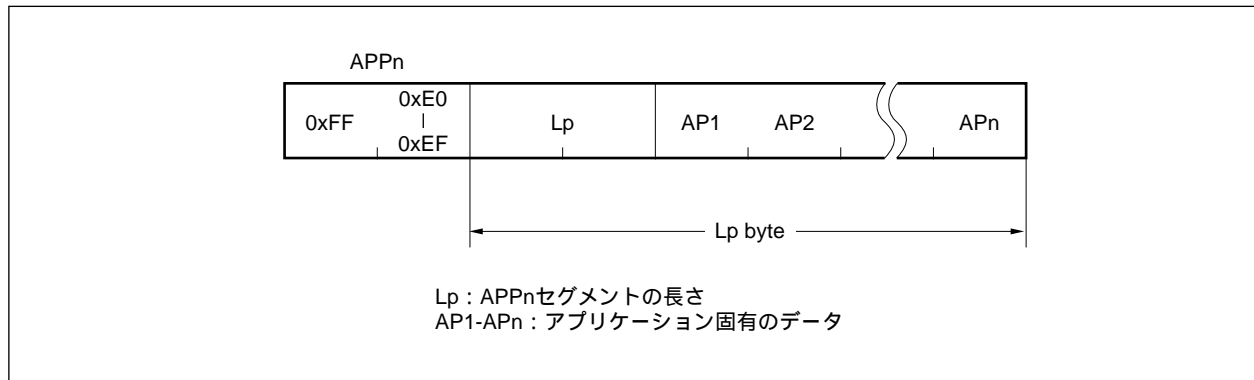 APPn
0xFF 0xE0 | 0xEF Lp AP1 AP2 APn
Lp byte
Lp：APPnセグメントの長さ
AP1-APn：アプリケーション固有のデータ